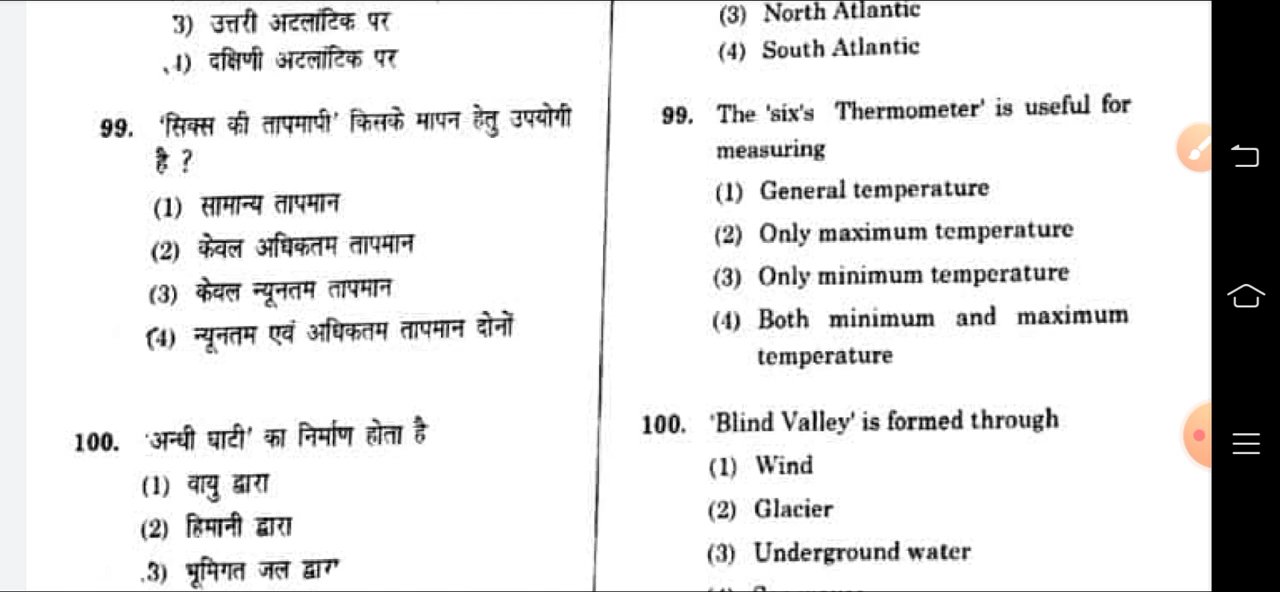 3) उत्तरी अटलांटिक पर
4) दक्षिणी अटलांटिक पर
99. 'सिक्स की तापमापी' किसके मापन हेतु उपयोगी
है ?
(1) सामान्य तापमान
(2) केवल अधिकतम तापमान
(3) केवल न्यूनतम तापमान
(4) न्यूनतम एवं अधिकतम तापमान दोनों
100. 'अन्धी घाटी' का निर्माण होता है
(1) वायु द्वारा
(2) हिमानी द्वारा
3) भूमिगत जल द्वारा
(3) North Atlantic
(4) South Atlantic
99. The 'six's Thermometer' is useful for
measuring
(1) General temperature
(2) Only maximum temperature
(3) Only minimum temperature
(4) Both minimum and maximum
temperature
100. 'Blind Valley' is formed through
(1) Wind
(2) Glacier
(3) Underground water